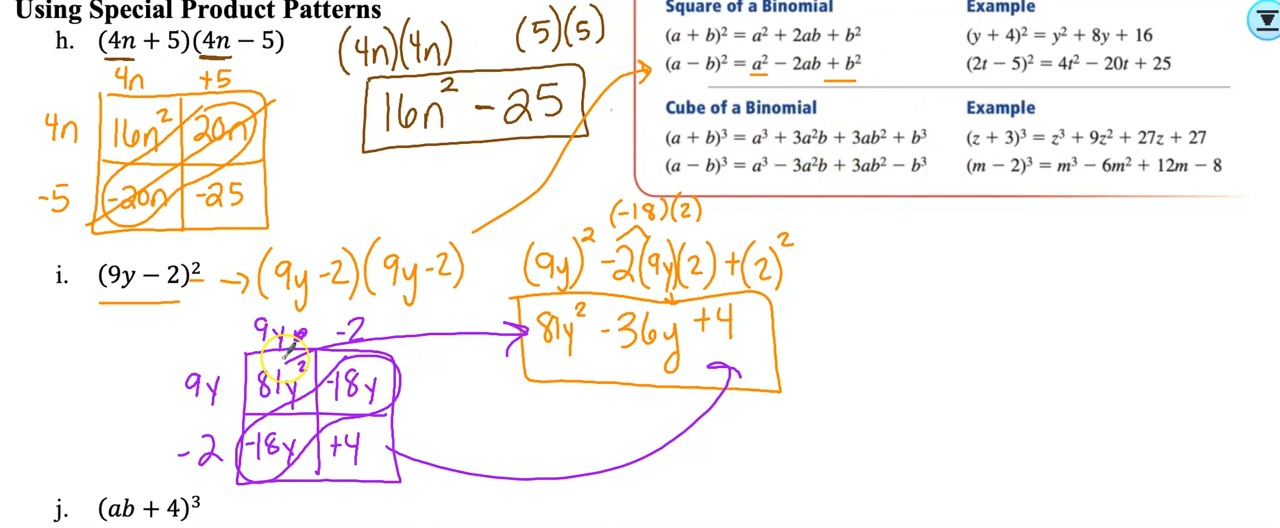 Using Special Product Patterns
h. (4n + 5)(4n − 5)
(4n)(4n) (5)(5)
16n² - 25
4n +5
4n 16n² 20n
-5 -20n -25
Square of a Binomial Example
(a + b)² = a² + 2ab + b² (y + 4)² = y² + 8y + 16
(a − b)² = a² − 2ab + b² (2t − 5)² = 4t² − 20t + 25
Cube of a Binomial Example
(a + b)³ = a³ + 3a²b + 3ab² + b³ (z + 3)³ = z³ + 9z² + 27z + 27
(a − b)³ = a³ − 3a²b + 3ab² − b³ (m − 2)³ = m³ − 6m² + 12m − 8
i. (9y − 2)² → (9y -2)(9y -2)
(-18)(2)
(9y)² -2(9y)(2) +(2)²
81y² -36y +4
9y -2
9y 81y² -18y
-2 -18y +4
j. (ab + 4)³